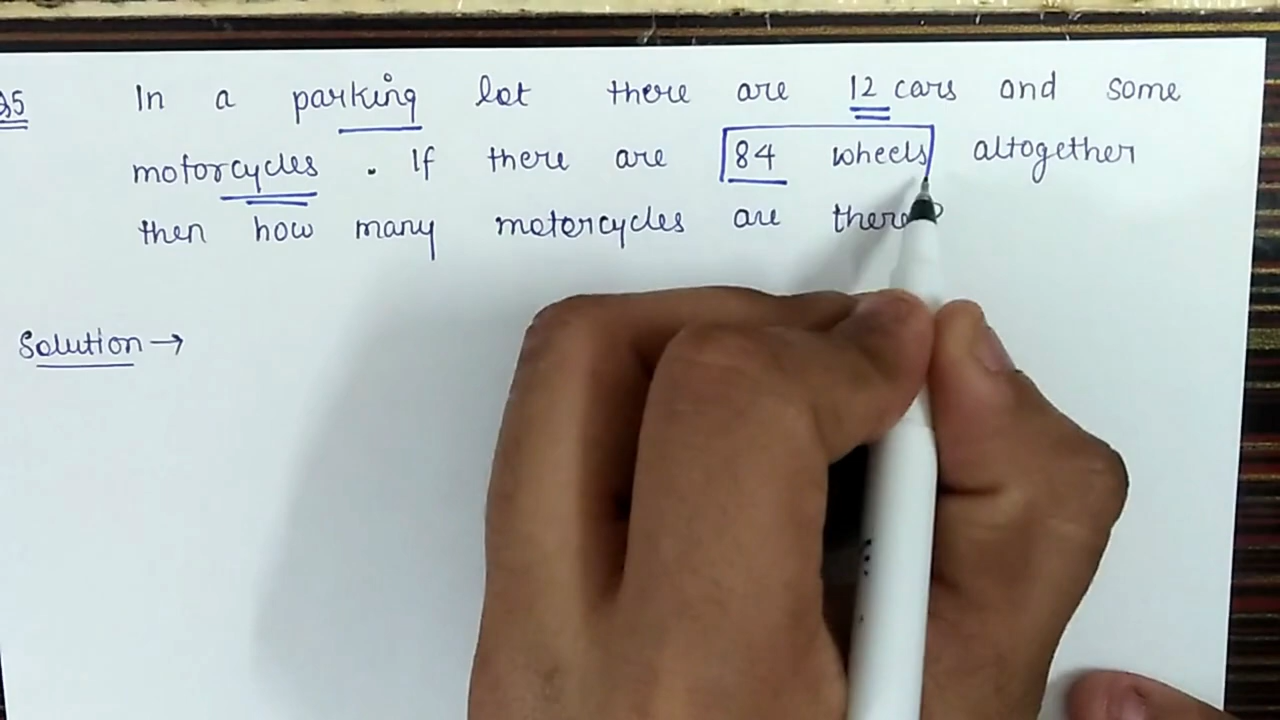 25 In a parking lot there are 12 cars and some
motorcycles . If there are 84 wheels altogether
then how many motorcycles are there?
Solution →